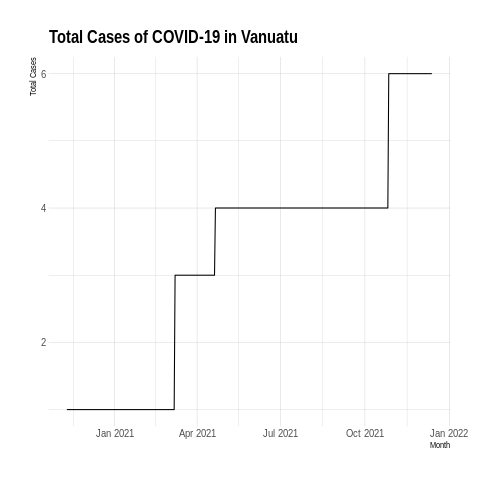 Total Cases of COVID-19 in Vanuatu
Total Cases
6
4
2
Jan 2021 Apr 2021 Jul 2021 Oct 2021 Jan 2022
Month